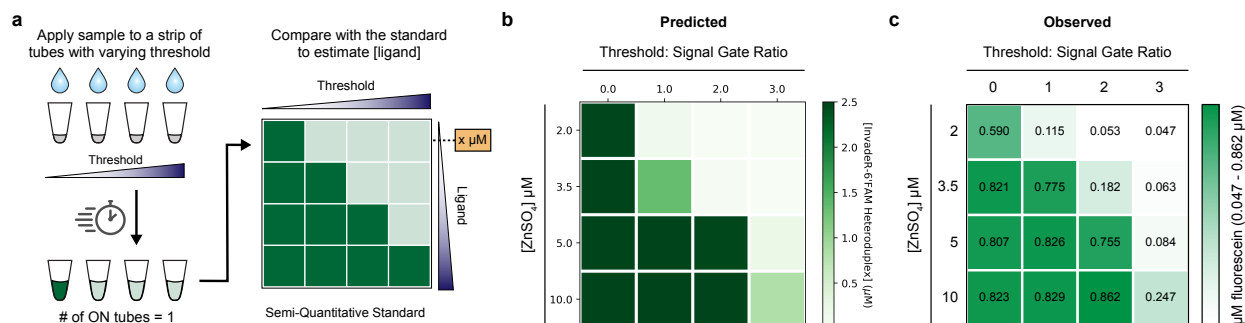 a
Apply sample to a strip of
tubes with varying threshold
Threshold
# of ON tubes = 1
Compare with the standard
to estimate [ligand]
Threshold
x μM
Ligand
Semi-Quantitative Standard
b
Predicted
Threshold: Signal Gate Ratio
0.0 1.0 2.0 3.0
[ZnSO4] μM
2.0
3.5
5.0
10.0
2.5
2.0
1.5
1.0
0.5
0.0
[InvadeR-6'FAM Heteroduplex] (μM)
c
Observed
Threshold: Signal Gate Ratio
0 1 2 3
[ZnSO4] μM
2 0.590 0.115 0.053 0.047
3.5 0.821 0.775 0.182 0.063
5 0.807 0.826 0.755 0.084
10 0.823 0.829 0.862 0.247
μM fluorescein (0.047 - 0.862 μM)